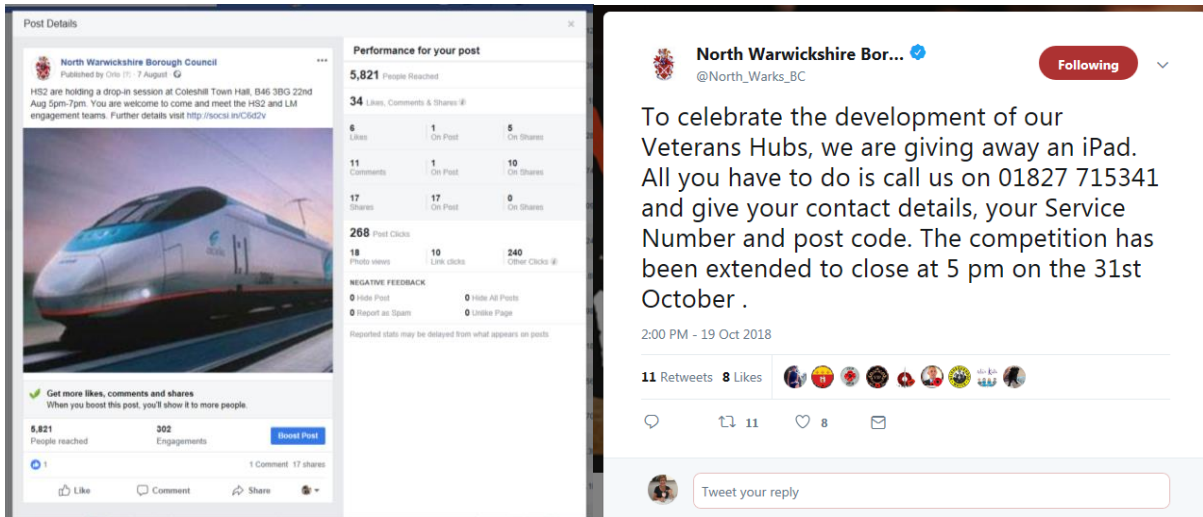 Post Details
North Warwickshire Borough Council
Published by Orlo [?] · 7 August
HS2 are holding a drop-in session at Coleshill Town Hall, B46 3BG 22nd
Aug 5pm-7pm. You are welcome to come and meet the HS2 and LM
engagement teams. Further details visit http://socsi.in/C6d2v
Get more likes, comments and shares
When you boost this post, you'll show it to more people.
5,821 302
People reached Engagements Boost Post
1 1 Comment 17 shares
Like Comment Share
Performance for your post
5,821 People Reached
34 Likes, Comments & Shares
6 1 5
Likes On Post On Shares
11 1 10
Comments On Post On Shares
17 17 0
Shares On Post On Shares
268 Post Clicks
18 10 240
Photo views Link clicks Other Clicks
NEGATIVE FEEDBACK
0 Hide Post 0 Hide All Posts
0 Report as Spam 0 Unlike Page
Reported stats may be delayed from what appears on posts
North Warwickshire Bor...
@North_Warks_BC
Following
To celebrate the development of our
Veterans Hubs, we are giving away an iPad.
All you have to do is call us on 01827 715341
and give your contact details, your Service
Number and post code. The competition has
been extended to close at 5 pm on the 31st
October .
2:00 PM - 19 Oct 2018
11 Retweets 8 Likes
11 8
Tweet your reply